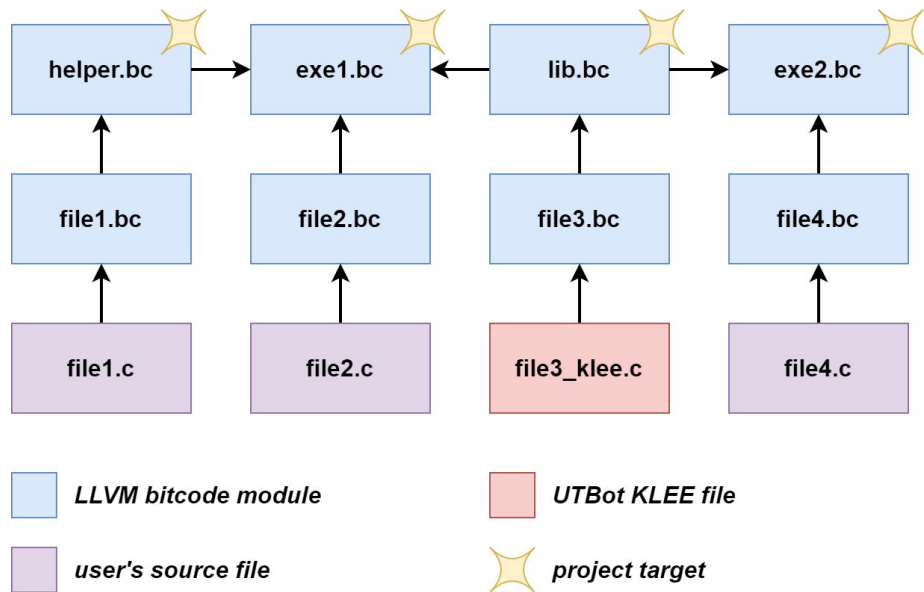 helper.bc
exe1.bc
lib.bc
exe2.bc
file1.bc
file2.bc
file3.bc
file4.bc
file1.c
file2.c
file3_klee.c
file4.c
LLVM bitcode module
UTBot KLEE file
user's source file
project target